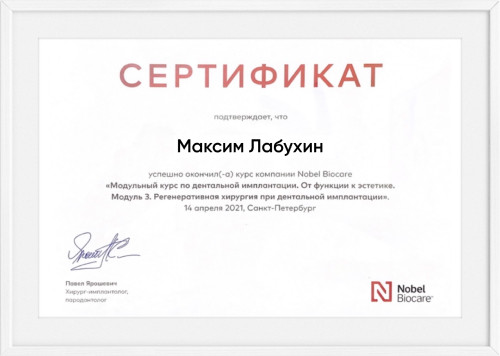 СЕРТИФИКАТ
подтверждает, что
Максим Лабухин
успешно окончил(-а) курс компании Nobel Biocare
«Модульный курс по дентальной имплантации. От функции к эстетике.
Модуль 3. Регенеративная хирургия при дентальной имплантации».
14 апреля 2021, Санкт-Петербург
Павел Ярошевич
Хирург-имплантолог,
пародонтолог
Nobel
Biocare